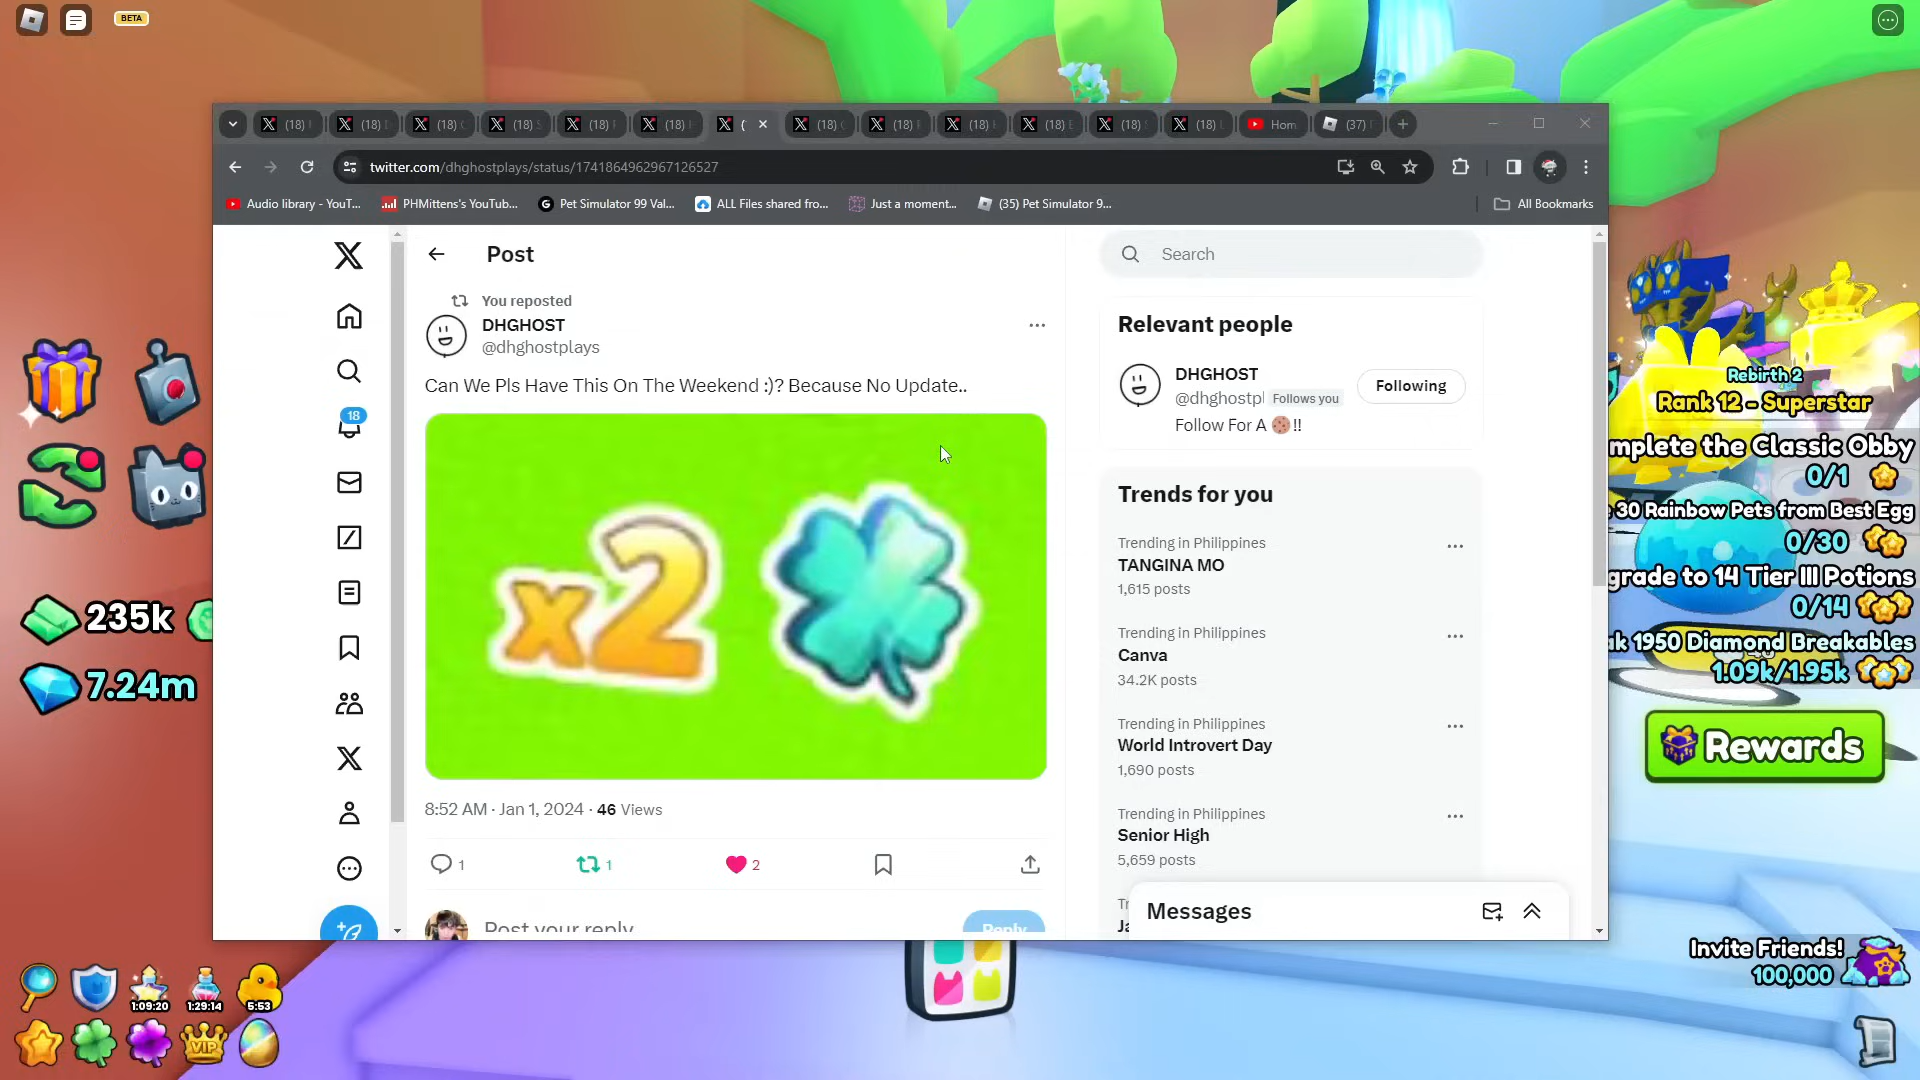 BETA
(18)
(18)
(18)
(18)
(18)
(18)
(
(18)
(18)
(18)
(18)
(18)
(18)
Hom
(37)
twitter.com/dhghostplays/status/1741864962967126527
Audio library - YouT...
PHMittens's YouTub...
Pet Simulator 99 Val...
ALL Files shared fro...
Just a moment...
(35) Pet Simulator 9...
All Bookmarks
Post
You reposted
DHGHOST
@dhghostplays
Can We Pls Have This On The Weekend :)? Because No Update..
x2
8:52 AM · Jan 1, 2024 · 46 Views
1
1
2
Post your reply
Reply
18
Search
Relevant people
DHGHOST
@dhghostpl Follows you
Following
Follow For A 🍪 !!
Trends for you
Trending in Philippines
TANGINA MO
1,615 posts
Trending in Philippines
Canva
34.2K posts
Trending in Philippines
World Introvert Day
1,690 posts
Trending in Philippines
Senior High
5,659 posts
Messages
235k
7.24m
1:09:20
1:29:14
5:53
VIP
Rebirth 2
Rank 12 - Superstar
mplete the Classic Obby
0/1
30 Rainbow Pets from Best Egg
0/30
grade to 14 Tier III Potions
0/14
ak 1950 Diamond Breakables
1.09k/1.95k
Rewards
Invite Friends!
100,000